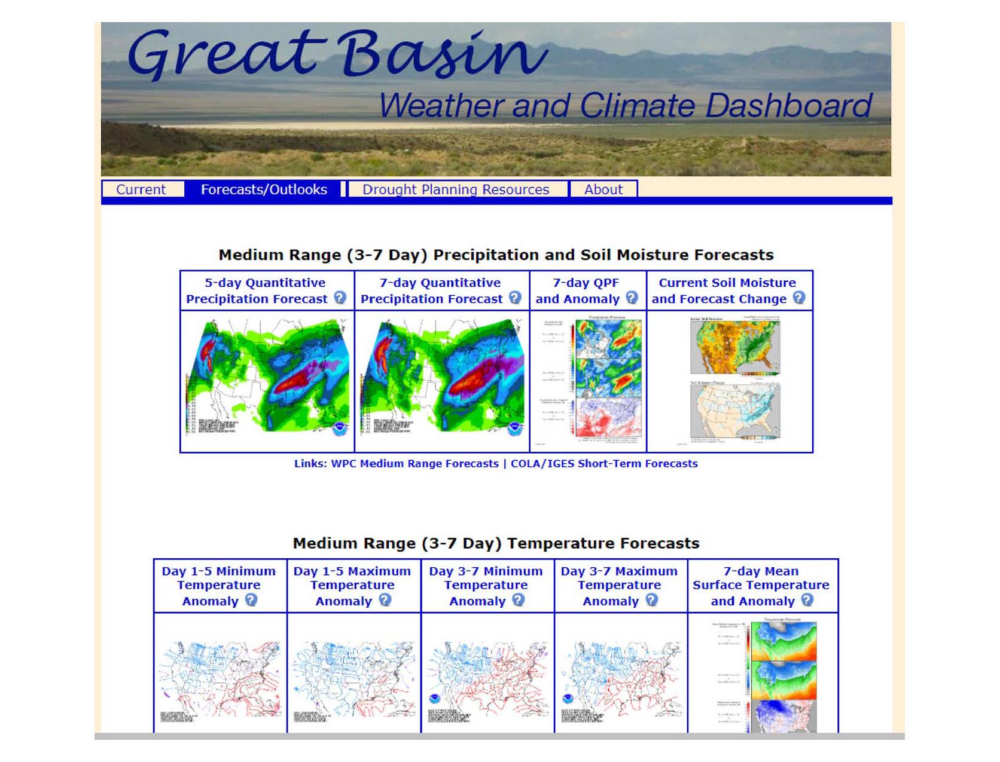 Great Basin
Weather and Climate Dashboard
Current Forecasts/Outlooks Drought Planning Resources About
Medium Range (3-7 Day) Precipitation and Soil Moisture Forecasts
5-day Quantitative
Precipitation Forecast ?
7-day Quantitative
Precipitation Forecast ?
7-day QPF
and Anomaly ?
Current Soil Moisture
and Forecast Change ?
Links: WPC Medium Range Forecasts | COLA/IGES Short-Term Forecasts
Medium Range (3-7 Day) Temperature Forecasts
Day 1-5 Minimum
Temperature
Anomaly ?
Day 1-5 Maximum
Temperature
Anomaly ?
Day 3-7 Minimum
Temperature
Anomaly ?
Day 3-7 Maximum
Temperature
Anomaly ?
7-day Mean
Surface Temperature
and Anomaly ?